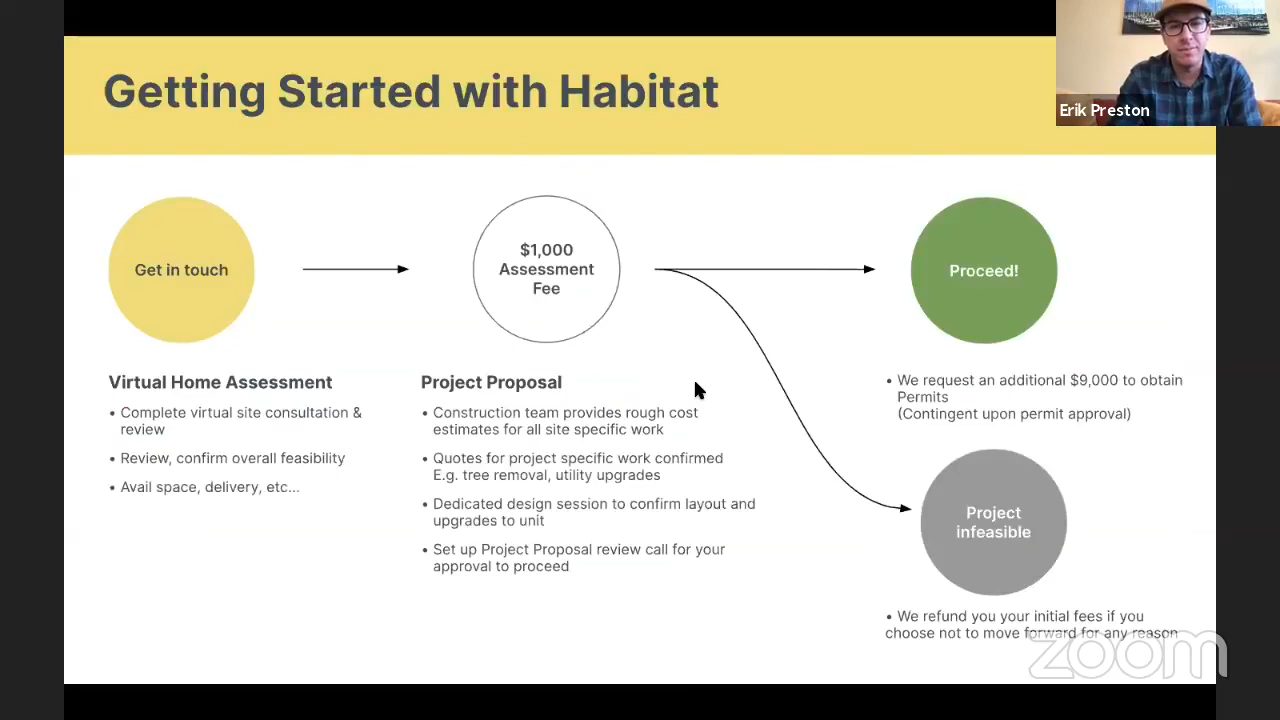 Getting Started with Habitat
Erik Preston
Get in touch
$1,000
Assessment
Fee
Proceed!
Virtual Home Assessment
• Complete virtual site consultation &
review
• Review, confirm overall feasibility
• Avail space, delivery, etc...
Project Proposal
• Construction team provides rough cost
estimates for all site specific work
• Quotes for project specific work confirmed
E.g. tree removal, utility upgrades
• Dedicated design session to confirm layout and
upgrades to unit
• Set up Project Proposal review call for your
approval to proceed
• We request an additional $9,000 to obtain
Permits
(Contingent upon permit approval)
Project
infeasible
• We refund you your initial fees if you
choose not to move forward for any reason
zoom